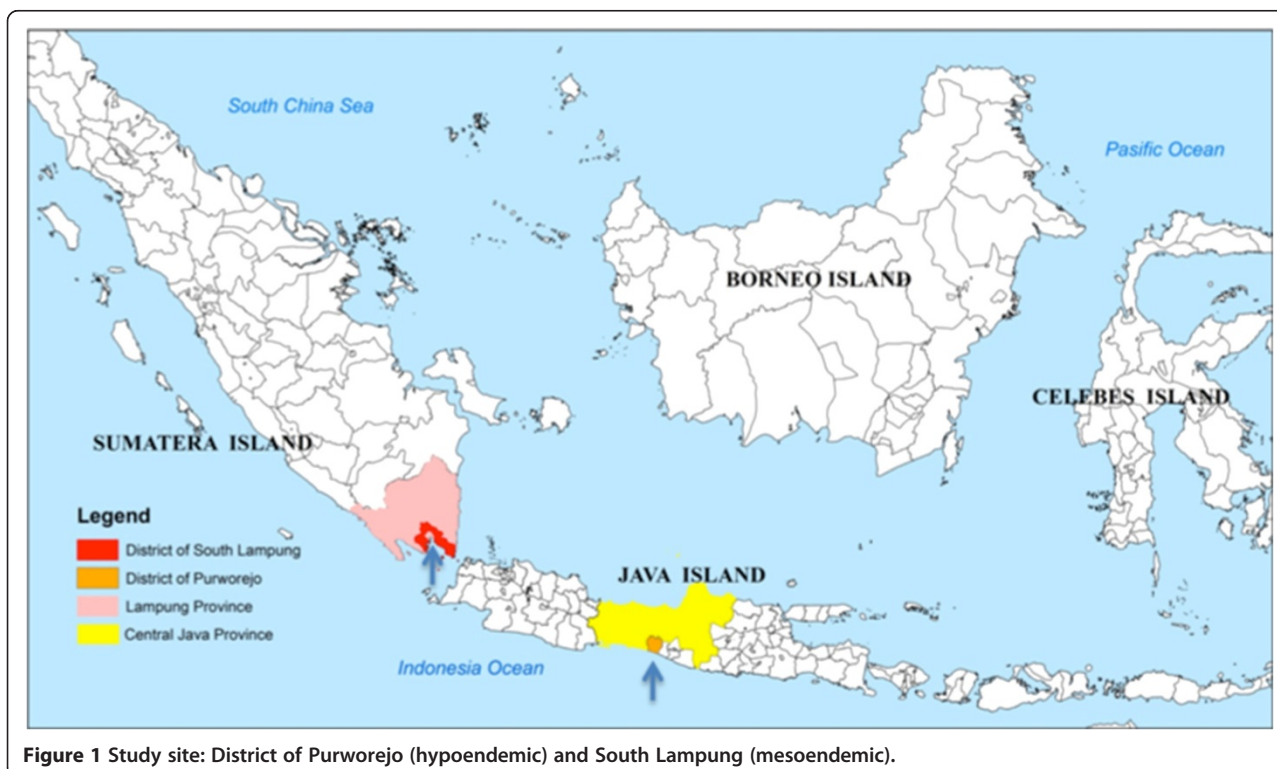 South China Sea
Pasific Ocean
BORNEO ISLAND
CELEBES ISLAND
SUMATERA ISLAND
Legend
District of South Lampung
District of Purworejo
Lampung Province
Central Java Province
JAVA ISLAND
Indonesia Ocean
Figure 1 Study site: District of Purworejo (hypoendemic) and South Lampung (mesoendemic).